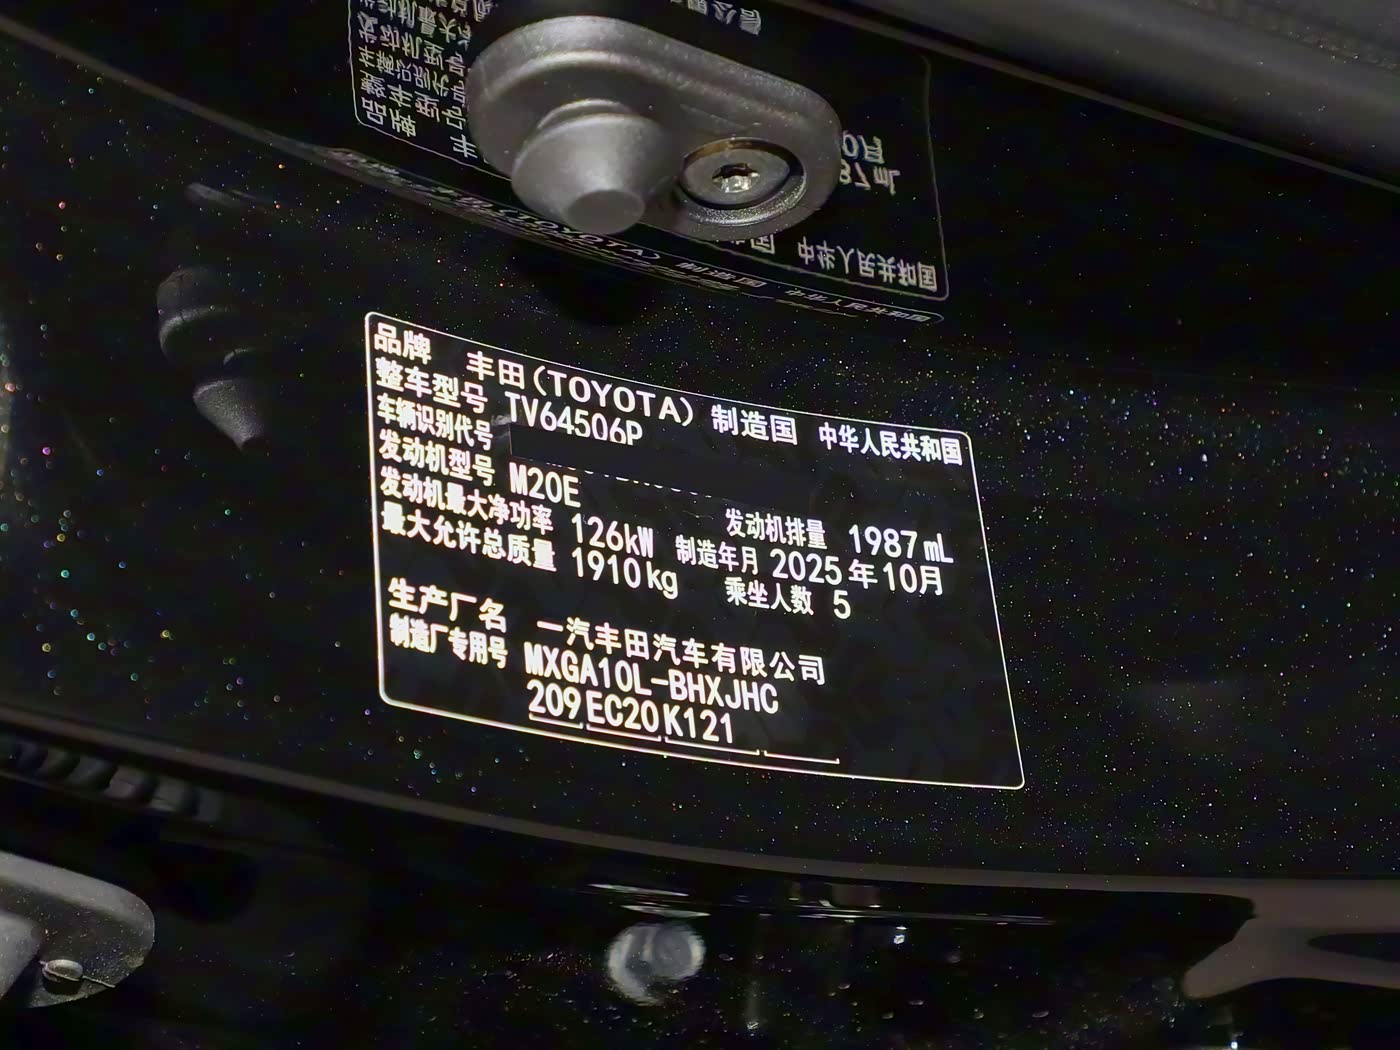 品牌 丰田(TOYOTA) 制造国 中华人民共和国
整车型号 TV64506P
车辆识别代号
发动机型号 M20E 发动机排量 1987mL
发动机最大净功率 126kW 制造年月 2025年10月
最大允许总质量 1910kg 乘坐人数 5
生产厂名 一汽丰田汽车有限公司
制造厂专用号 MXGA10L-BHXJHC
209 EC20 K121